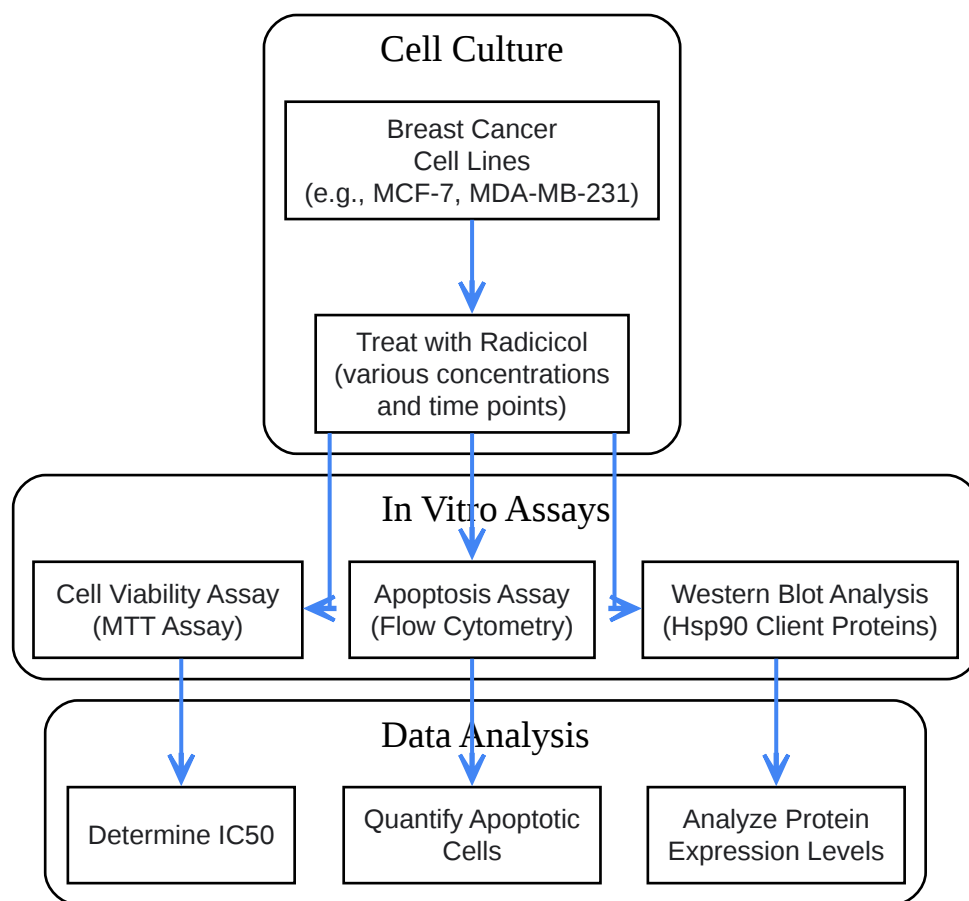 Cell Culture
Breast Cancer
Cell Lines
(e.g., MCF-7, MDA-MB-231)
Treat with Radicicol
(various concentrations
and time points)
In Vitro Assays
Cell Viability Assay
(MTT Assay)
Apoptosis Assay
(Flow Cytometry)
Western Blot Analysis
(Hsp90 Client Proteins)
Data Analysis
Determine IC50
Quantify Apoptotic
Cells
Analyze Protein
Expression Levels